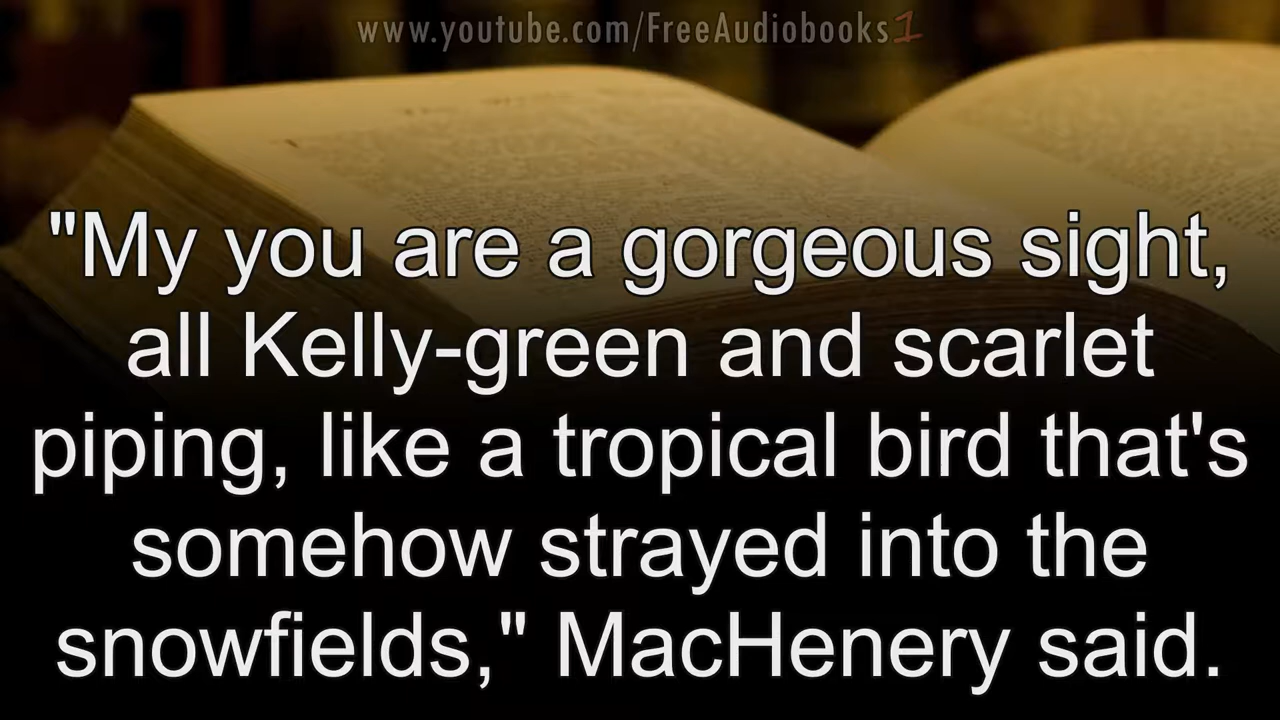 www.youtube.com/FreeAudiobooks1
"My you are a gorgeous sight,
all Kelly-green and scarlet
piping, like a tropical bird that's
somehow strayed into the
snowfields," MacHenery said.